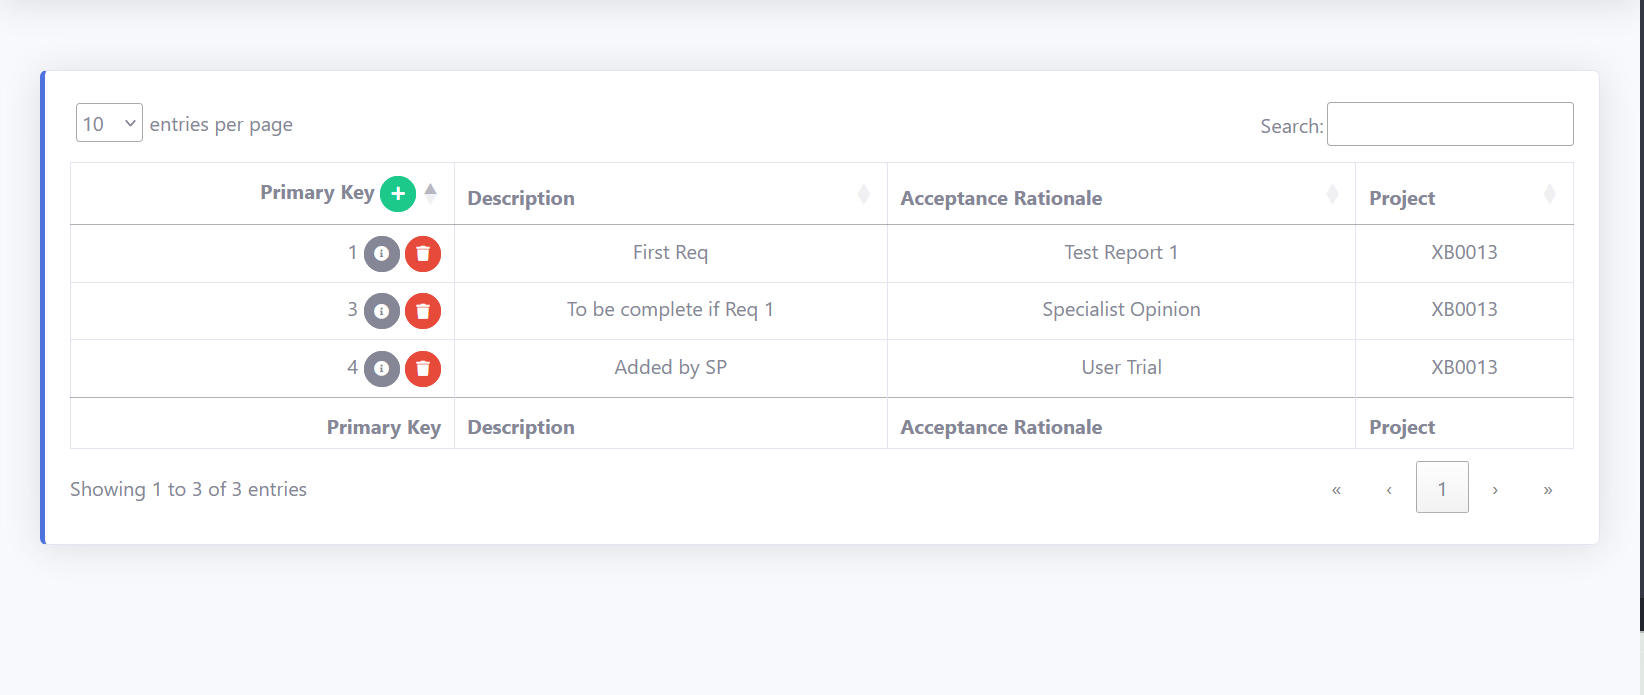 10 entries per page Search:
Primary Key Description Acceptance Rationale Project
1 First Req Test Report 1 XB0013
3 To be complete if Req 1 Specialist Opinion XB0013
4 Added by SP User Trial XB0013
Primary Key Description Acceptance Rationale Project
Showing 1 to 3 of 3 entries « ‹ 1 › »